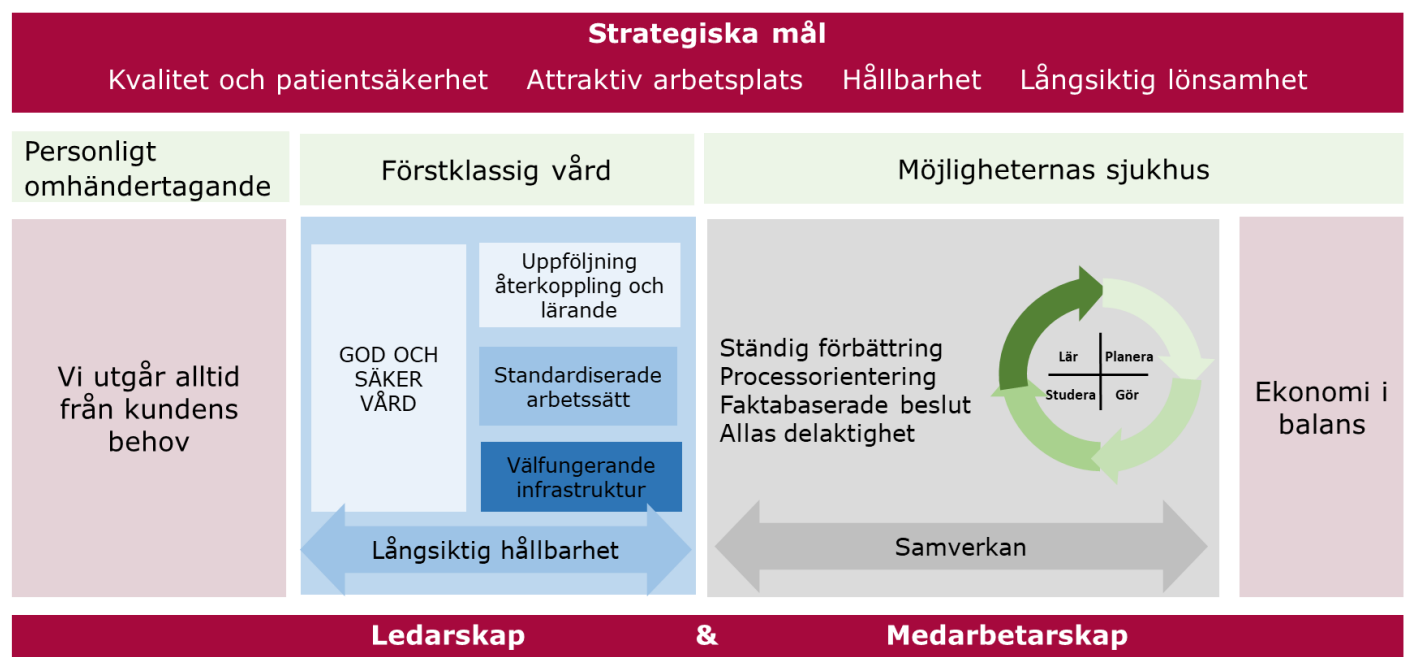 Strategiska mål
Kvalitet och patientsäkerhet Attraktiv arbetsplats Hållbarhet Långsiktig lönsamhet
Personligt
omhändertagande
Förstklassig vård
Möjligheternas sjukhus
Vi utgår alltid
från kundens
behov
GOD OCH
SÄKER
VÅRD
Uppföljning
återkoppling och
lärande
Standardiserade
arbetssätt
Välfungerande
infrastruktur
Långsiktig hållbarhet
Ständig förbättring
Processorientering
Faktabaserade beslut
Allas delaktighet
Lär Planera
Studera Gör
Samverkan
Ekonomi i
balans
Ledarskap & Medarbetarskap